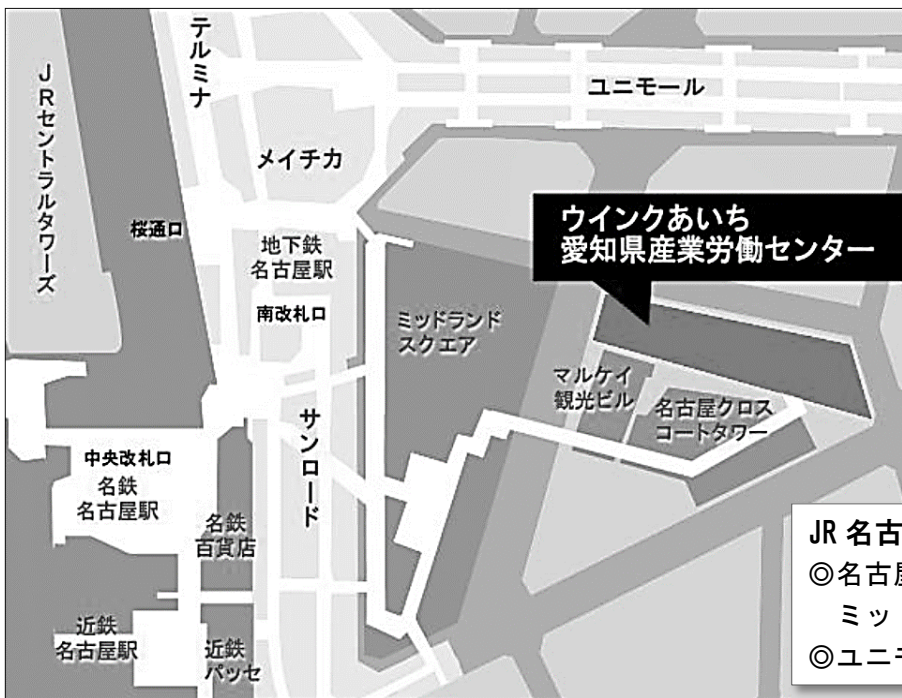 テルミナ
JRセントラルタワーズ
ユニモール
メイチカ
桜通口
地下鉄
名古屋駅
南改札口
ウインクあいち
愛知県産業労働センター
ミッドランド
スクエア
マルケイ
観光ビル
名古屋クロス
コートタワー
サンロード
中央改札口
名鉄
名古屋駅
名鉄
百貨店
近鉄
名古屋駅
近鉄
パッセ
JR 名古
◎名古屋
ミッ
◎ユニモ